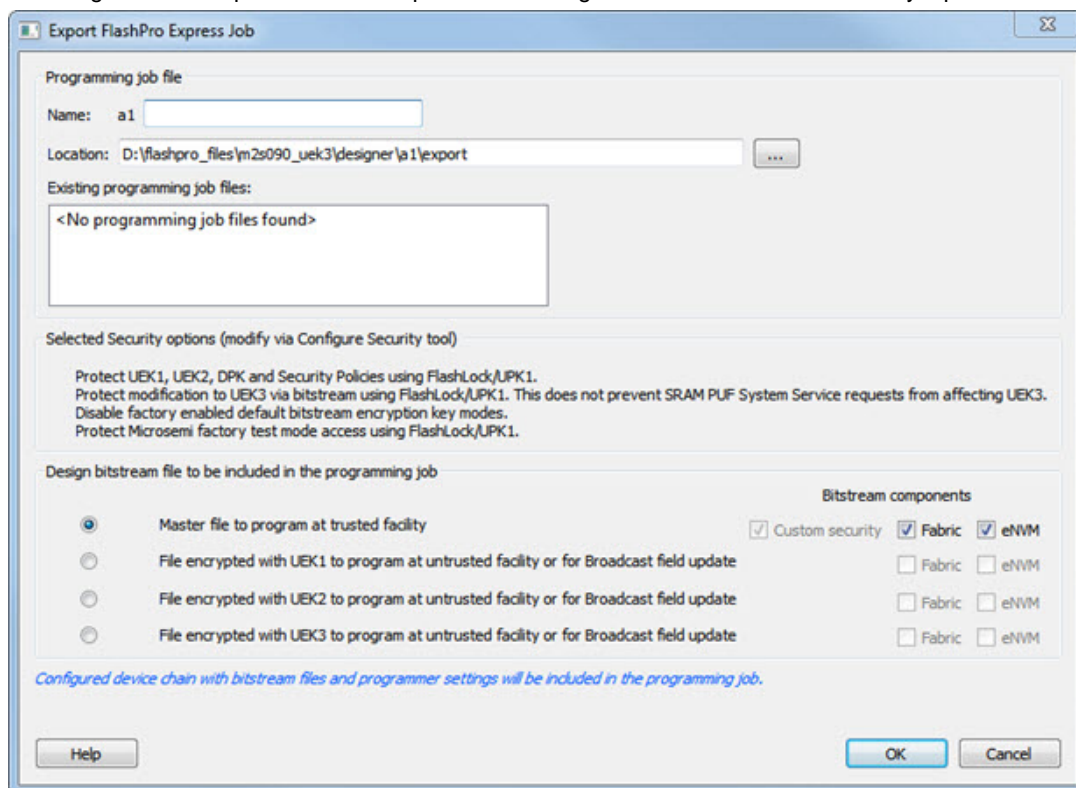 Export FlashPro Express Job
Programming job file
Name: a1
Location: D:\flashpro_files\m2s090_uek3\designer\a1\export ...
Existing programming job files:
<No programming job files found>
Selected Security options (modify via Configure Security tool)
Protect UEK1, UEK2, DPK and Security Policies using FlashLock/UPK1.
Protect modification to UEK3 via bitstream using FlashLock/UPK1. This does not prevent SRAM PUF System Service requests from affecting UEK3.
Disable factory enabled default bitstream encryption key modes.
Protect Microsemi factory test mode access using FlashLock/UPK1.
Design bitstream file to be included in the programming job
Bitstream components
Master file to program at trusted facility Custom security Fabric eNVM
File encrypted with UEK1 to program at untrusted facility or for Broadcast field update Fabric eNVM
File encrypted with UEK2 to program at untrusted facility or for Broadcast field update Fabric eNVM
File encrypted with UEK3 to program at untrusted facility or for Broadcast field update Fabric eNVM
Configured device chain with bitstream files and programmer settings will be included in the programming job.
Help OK Cancel